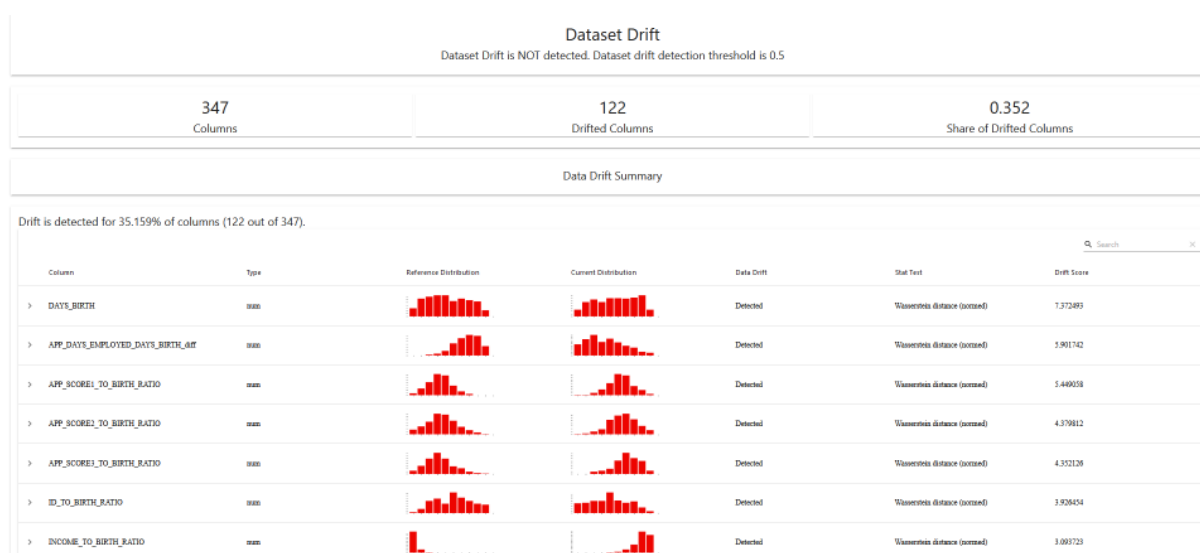 Dataset Drift
Dataset Drift is NOT detected. Dataset drift detection threshold is 0.5
347 122 0.352
Columns Drifted Columns Share of Drifted Columns
Data Drift Summary
Drift is detected for 35.159% of columns (122 out of 347).
Search
Column Type Reference Distribution Current Distribution Data Drift Stat Test Drift Score
DAYS_BIRTH num Detected Wasserstein distance (normed) 7.372493
APP_DAYS_EMPLOYED_DAYS_BIRTH_diff num Detected Wasserstein distance (normed) 5.901742
APP_SCORE1_TO_BIRTH_RATIO num Detected Wasserstein distance (normed) 5.449058
APP_SCORE2_TO_BIRTH_RATIO num Detected Wasserstein distance (normed) 4.379812
APP_SCORE3_TO_BIRTH_RATIO num Detected Wasserstein distance (normed) 4.352126
ID_TO_BIRTH_RATIO num Detected Wasserstein distance (normed) 3.926454
INCOME_TO_BIRTH_RATIO num Detected Wasserstein distance (normed) 3.093723